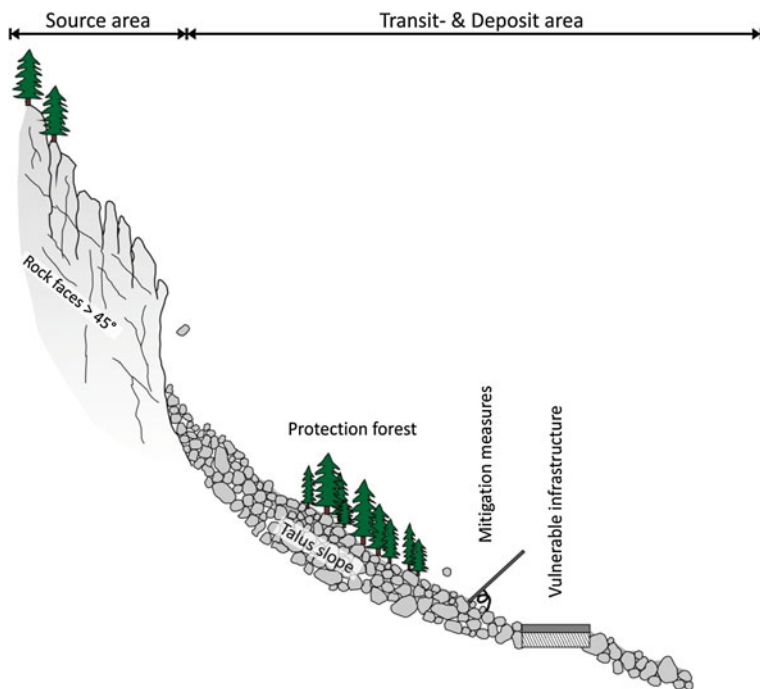 Source area
Transit- & Deposit area
Rock faces > 45°
Protection forest
Talus slope
Mitigation measures
Vulnerable infrastructure